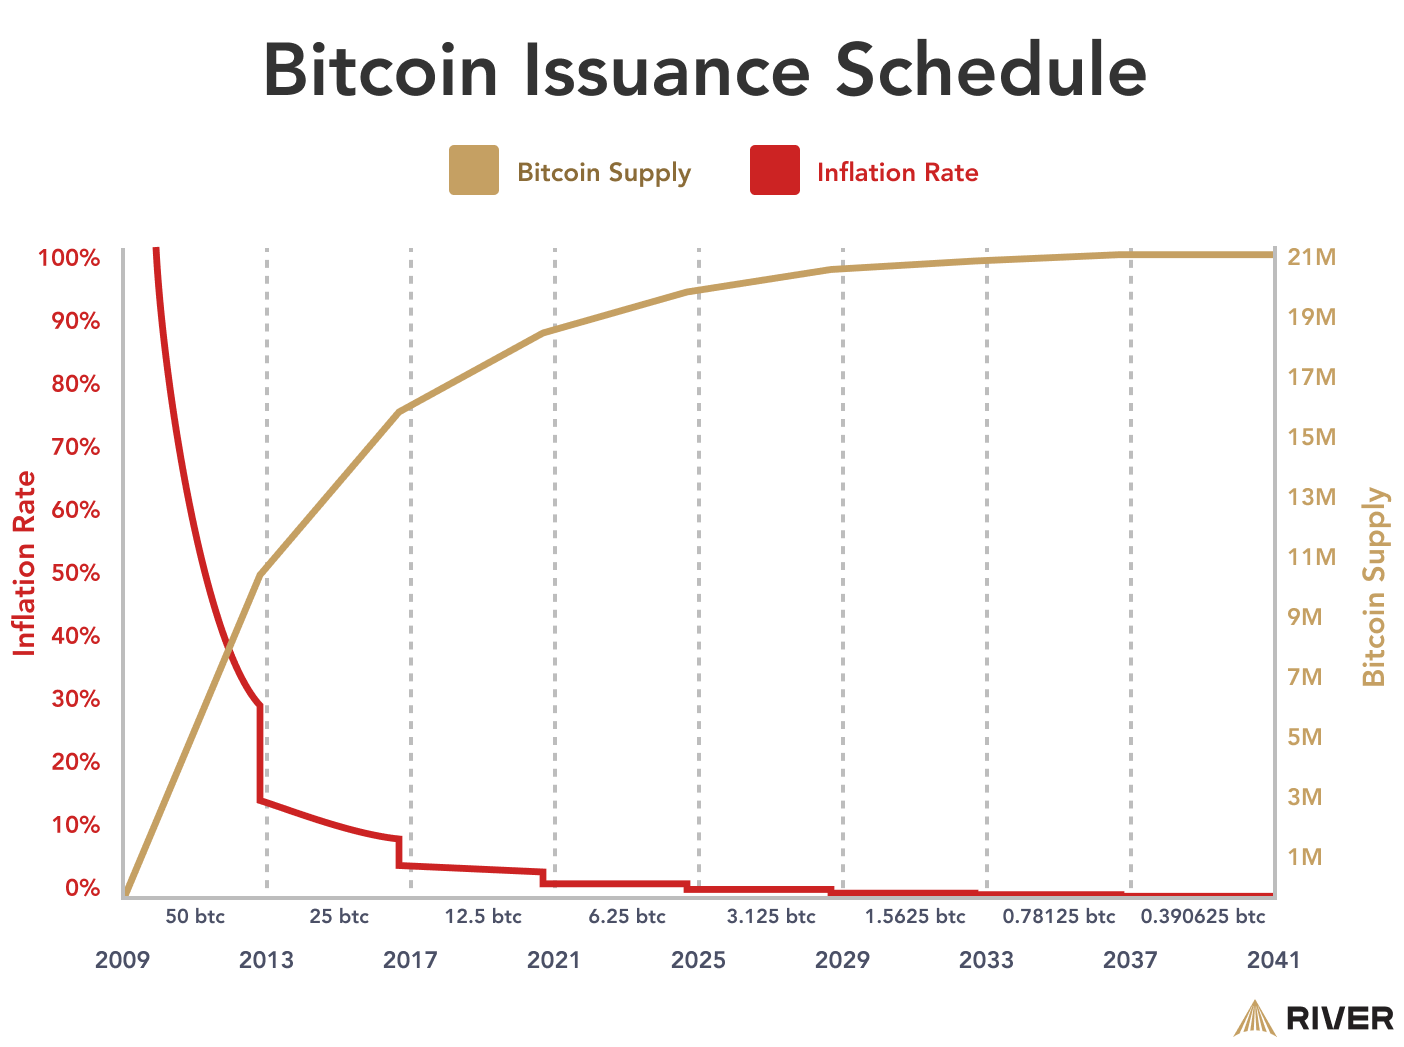 Bitcoin Issuance Schedule
Bitcoin Supply
Inflation Rate
Inflation Rate
100%
90%
80%
70%
60%
50%
40%
30%
20%
10%
0%
21M
19M
17M
15M
13M
11M
9M
7M
5M
3M
1M
Bitcoin Supply
50 btc 25 btc 12.5 btc 6.25 btc 3.125 btc 1.5625 btc 0.78125 btc 0.390625 btc
2009 2013 2017 2021 2025 2029 2033 2037 2041
RIVER